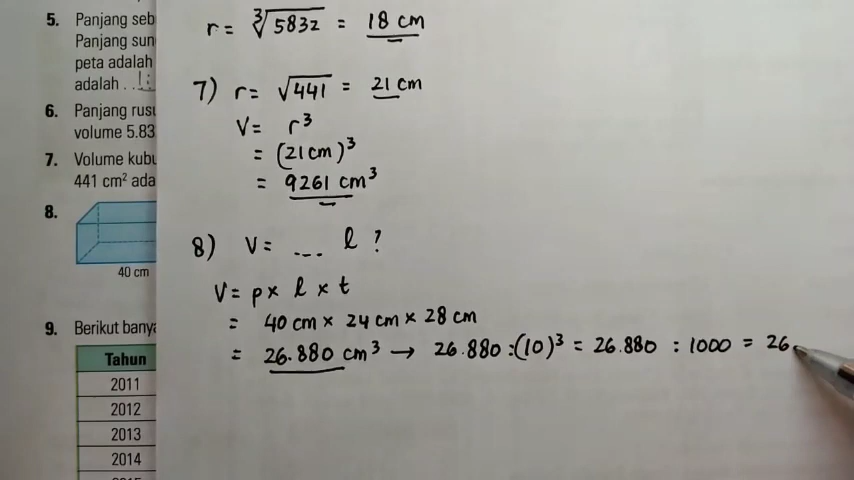 5. Panjang seb
Panjang sun
peta adalah
adalah ...
6. Panjang rusu
volume 5.83
7. Volume kubu
441 cm² ada
8.
40 cm
9. Berikut banya
Tahun
2011
2012
2013
2014
r = ∛5832 = 18 cm
7) r = √441 = 21 cm
V = r³
= (21 cm)³
= 9261 cm³
8) V = ... l ?
V = p x l x t
= 40 cm x 24 cm x 28 cm
= 26.880 cm³ → 26.880 : (10)³ = 26.880 : 1000 = 26.